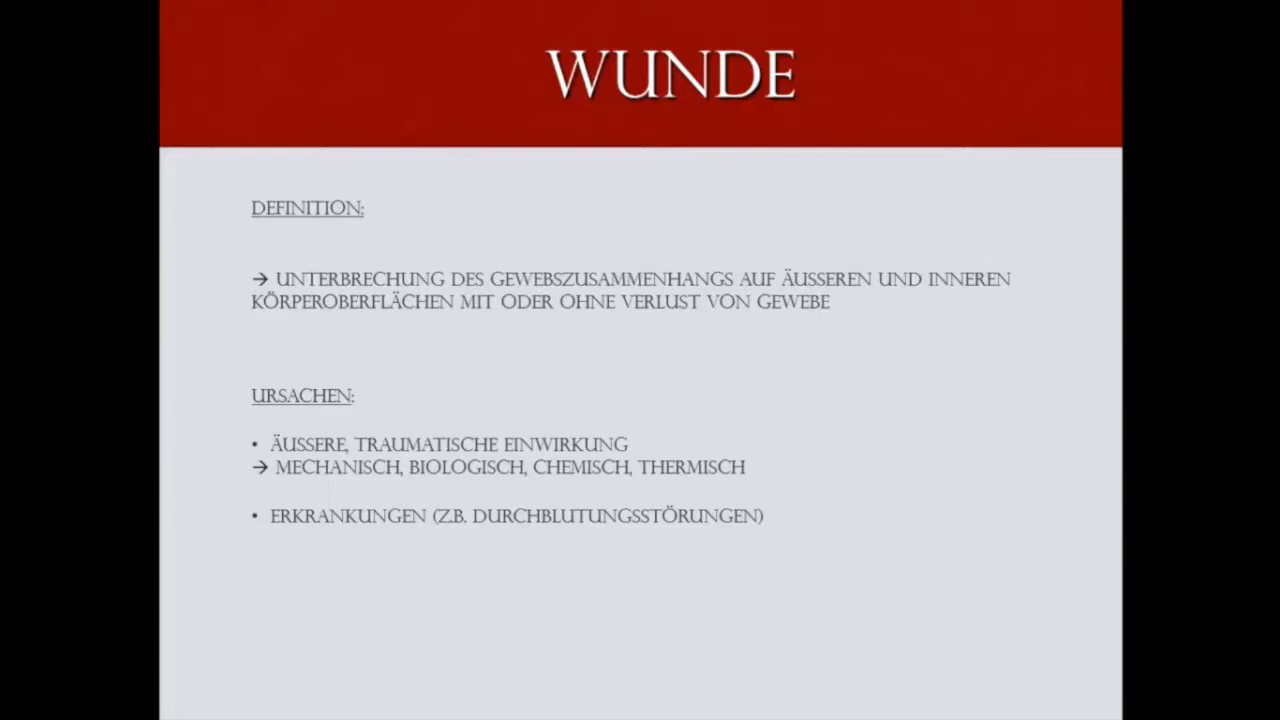 WUNDE
DEFINITION:
→ UNTERBRECHUNG DES GEWEBSZUSAMMENHANGS AUF ÄUSSEREN UND INNEREN
KÖRPEROBERFLÄCHEN MIT ODER OHNE VERLUST VON GEWEBE
URSACHEN:
• ÄUSSERE, TRAUMATISCHE EINWIRKUNG
→ MECHANISCH, BIOLOGISCH, CHEMISCH, THERMISCH
• ERKRANKUNGEN (Z.B. DURCHBLUTUNGSSTÖRUNGEN)